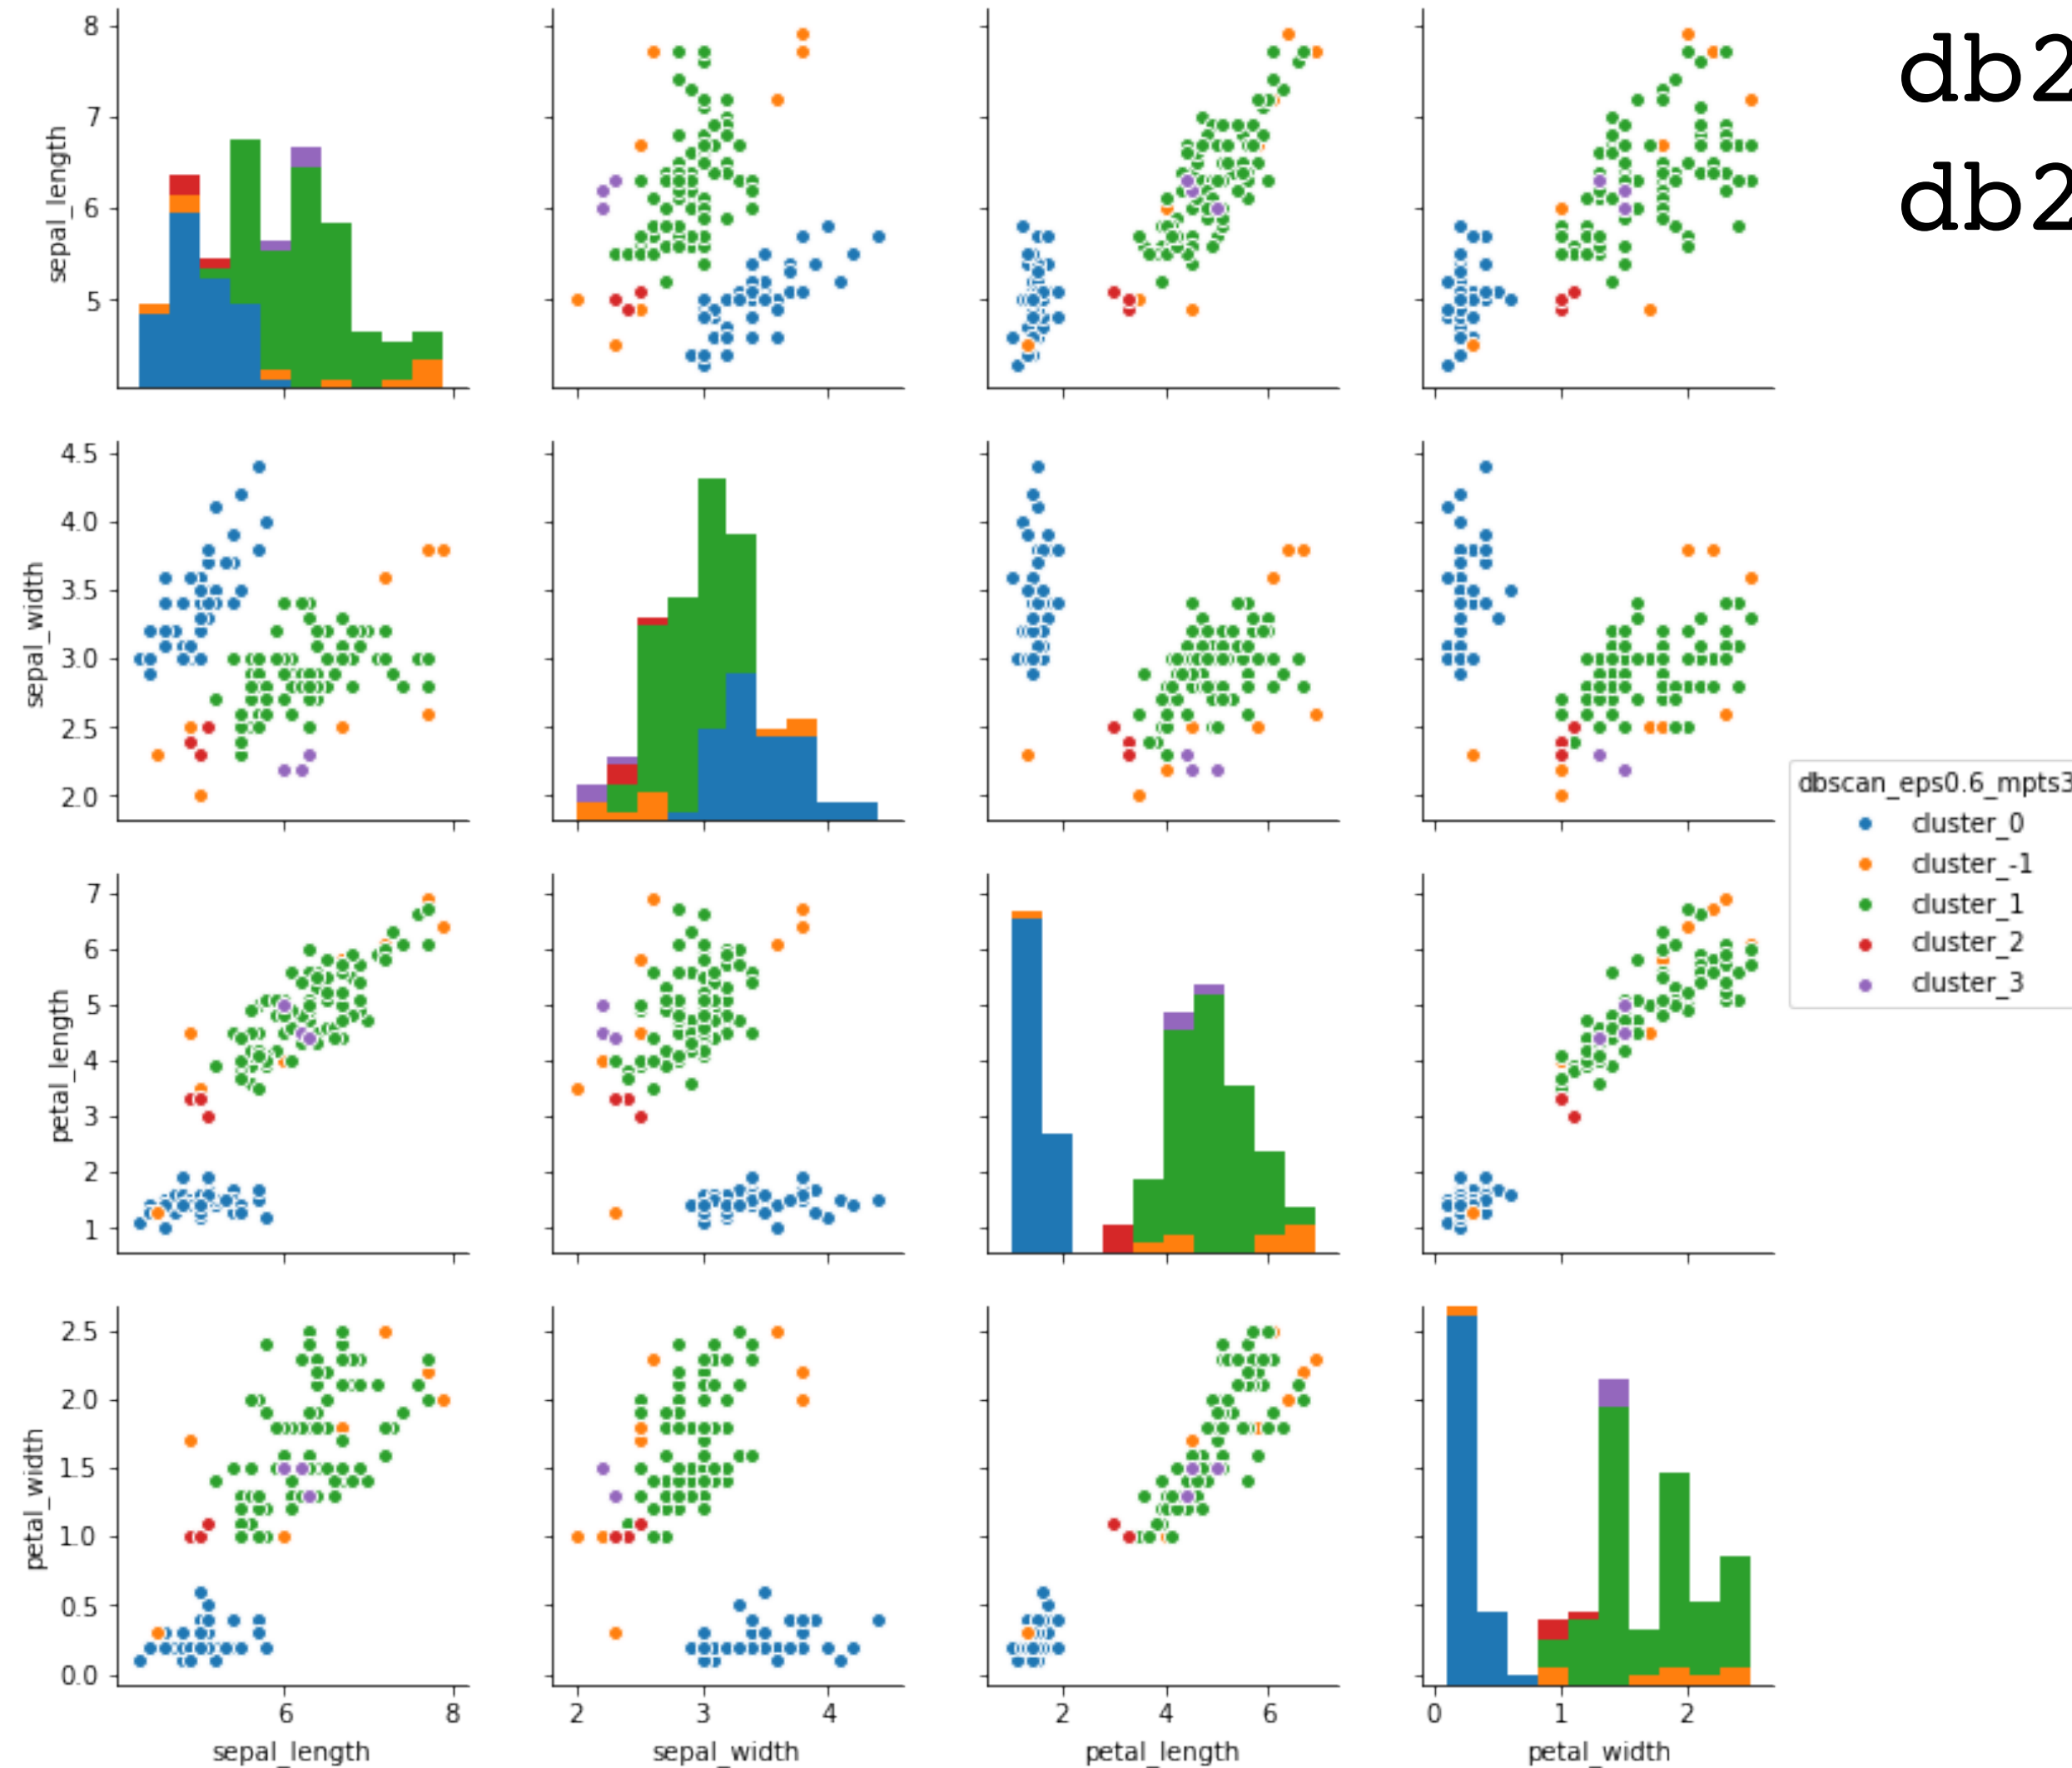 db2
db2
8
7
6
5
sepal_length
4.5
4.0
3.5
3.0
2.5
2.0
sepal_width
dbscan_eps0.6_mpts3
cluster_0
cluster_-1
cluster_1
cluster_2
cluster_3
7
6
5
4
3
2
1
petal_length
2.5
2.0
1.5
1.0
0.5
0.0
petal_width
6 8 2 3 4 2 4 6 0 1 2
sepal_length sepal_width petal_length petal_width